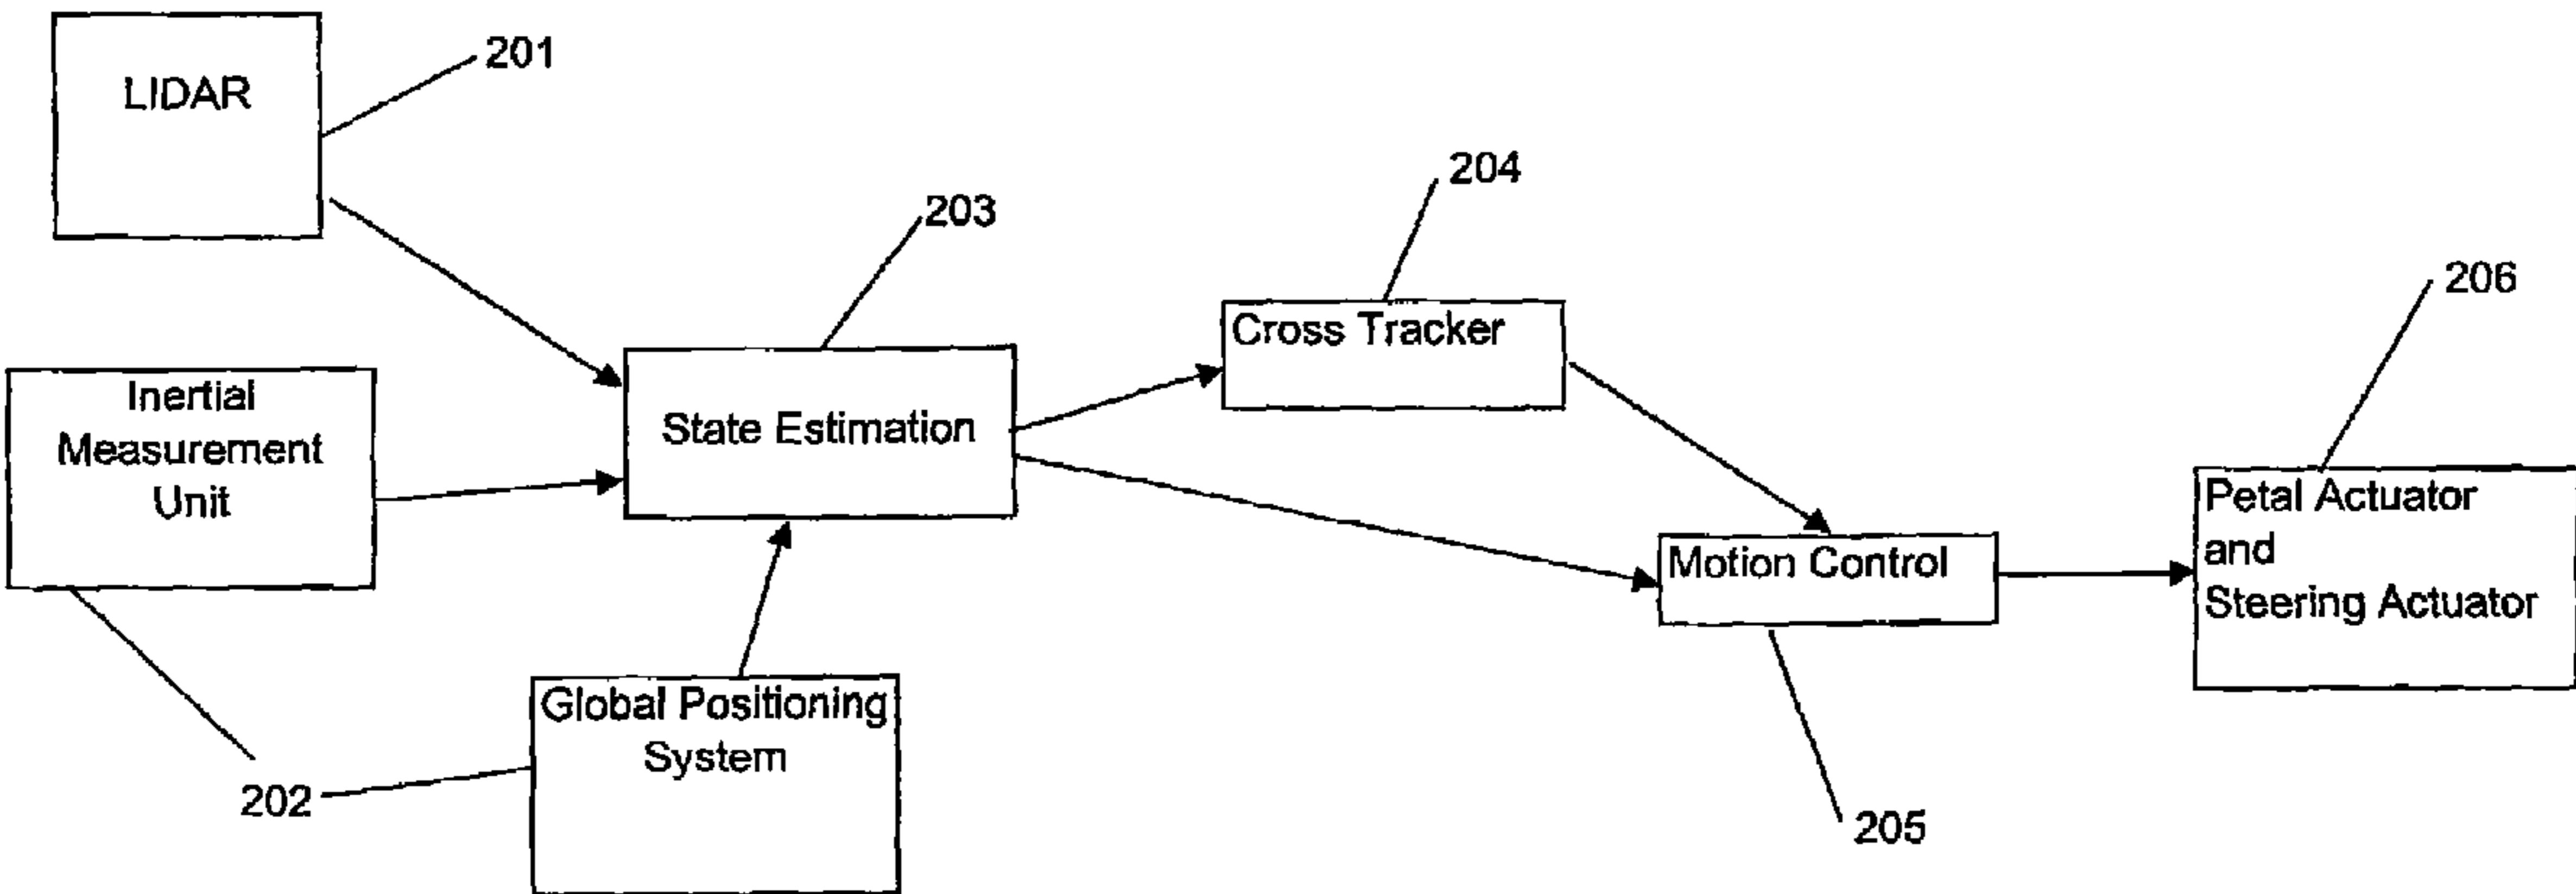 LIDAR
201
204
203
206
Cross Tracker
Inertial
Measurement
Unit
State Estimation
Petal Actuator
and
Steering Actuator
Motion Control
Global Positioning
System
202
205